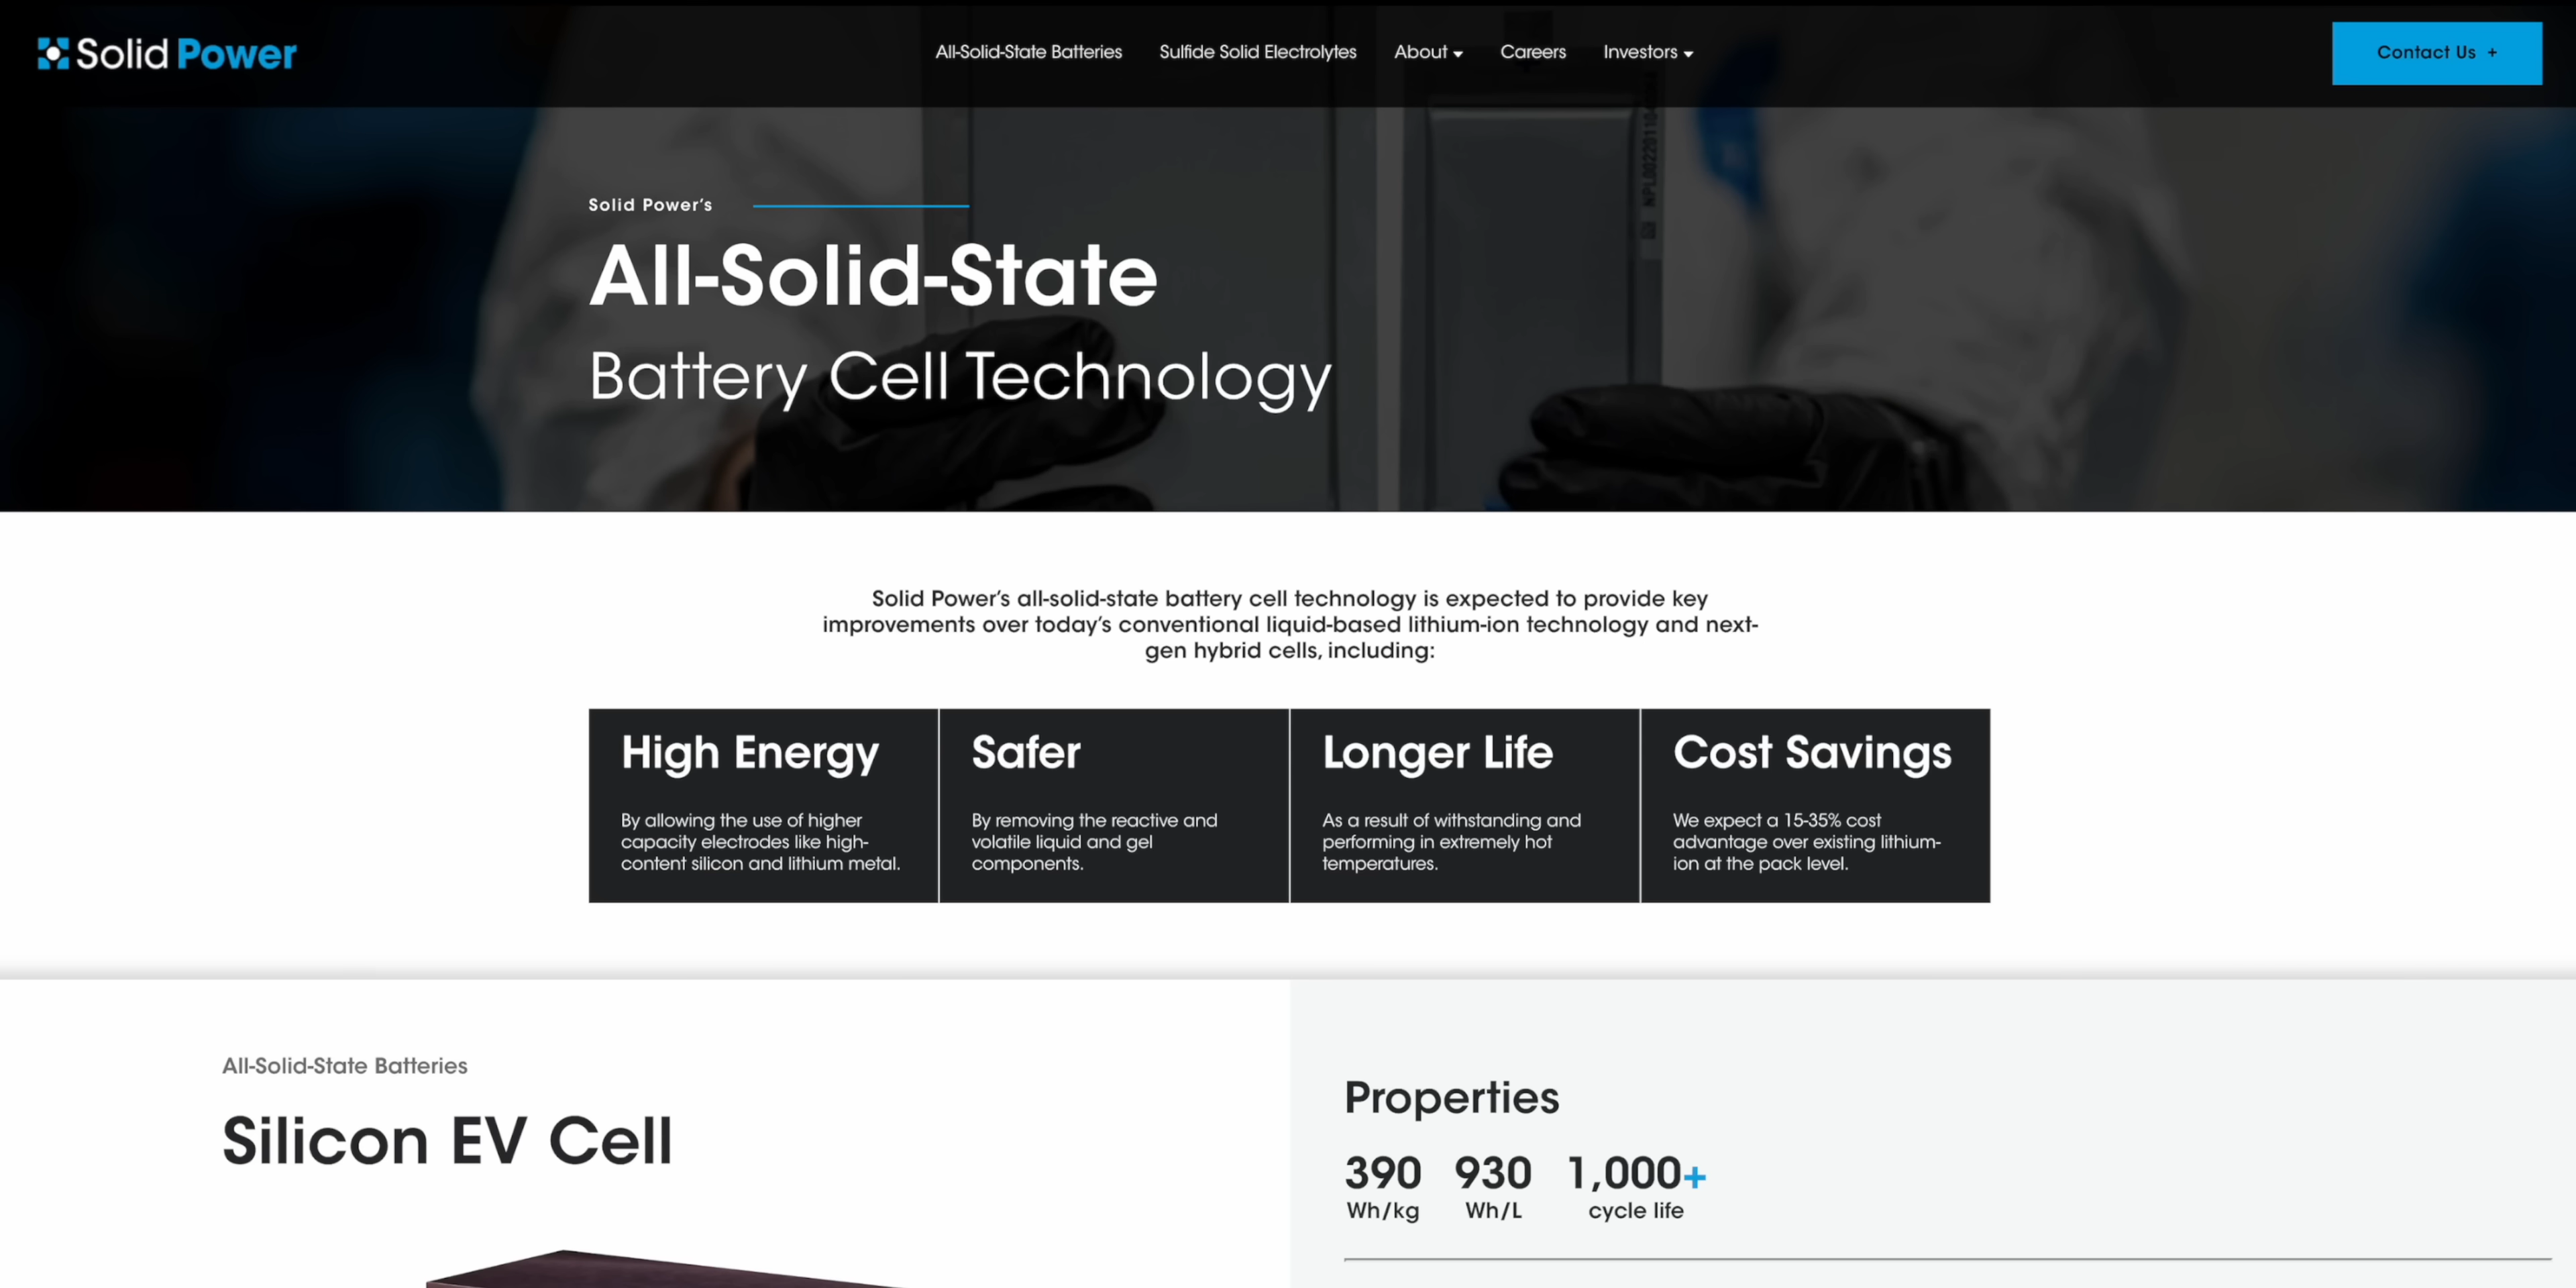 Solid Power
All-Solid-State Batteries
Sulfide Solid Electrolytes
About
Careers
Investors
Contact Us +
Solid Power's
All-Solid-State
Battery Cell Technology
Solid Power's all-solid-state battery cell technology is expected to provide key
improvements over today's conventional liquid-based lithium-ion technology and next-
gen hybrid cells, including:
High Energy
By allowing the use of higher
capacity electrodes like high-
content silicon and lithium metal.
Safer
By removing the reactive and
volatile liquid and gel
components.
Longer Life
As a result of withstanding and
performing in extremely hot
temperatures.
Cost Savings
We expect a 15-35% cost
advantage over existing lithium-
ion at the pack level.
All-Solid-State Batteries
Silicon EV Cell
Properties
390
Wh/kg
930
Wh/L
1,000+
cycle life